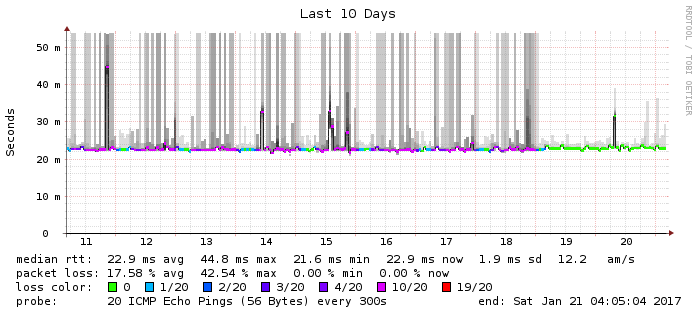 Last 10 Days
RRDTOOL / TOBI OETIKER
Seconds
50 m
40 m
30 m
20 m
10 m
0
11 12 13 14 15 16 17 18 19 20
median rtt: 22.9 ms avg 44.8 ms max 21.6 ms min 22.9 ms now 1.9 ms sd 12.2 am/s
packet loss: 17.58 % avg 42.54 % max 0.00 % min 0.00 % now
loss color: 0 1/20 2/20 3/20 4/20 10/20 19/20
probe: 20 ICMP Echo Pings (56 Bytes) every 300s end: Sat Jan 21 04:05:04 2017